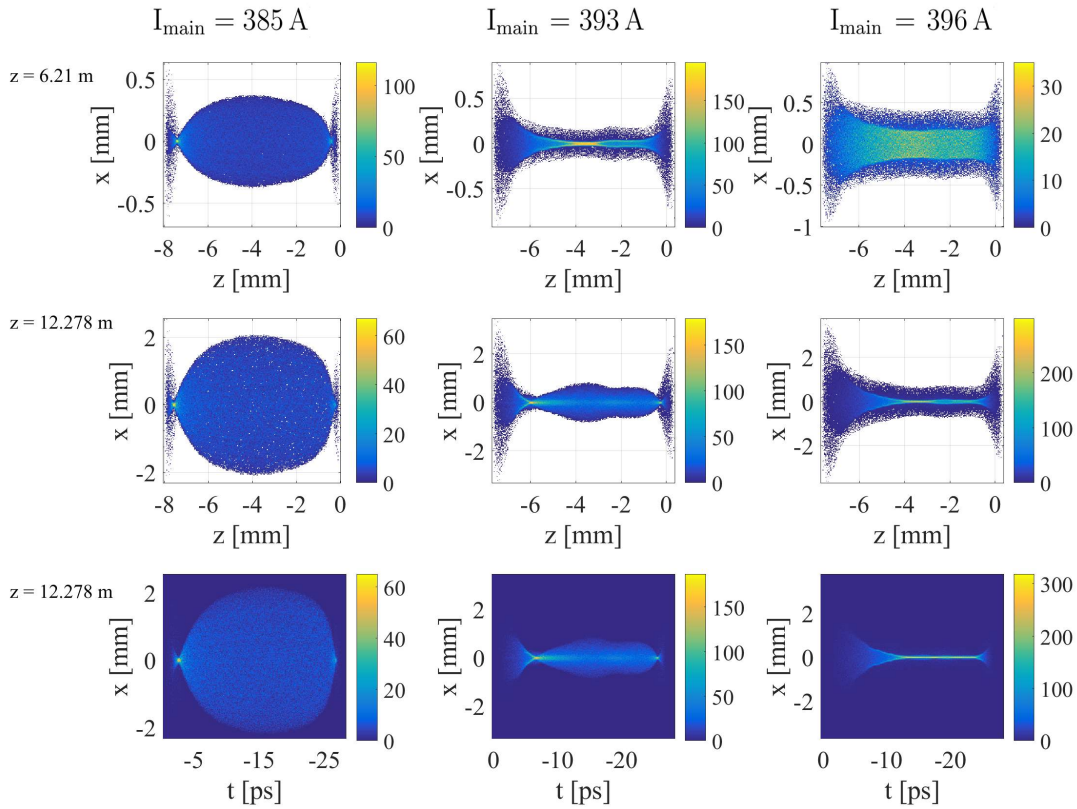 I_main = 385 A I_main = 393 A I_main = 396 A
z = 6.21 m
x [mm] 0.5 0 -0.5 -8 -6 -4 -2 0 z [mm] 100 50 0
x [mm] 0.5 0 -0.5 -6 -4 -2 0 z [mm] 150 100 50 0
x [mm] 0.5 0 -0.5 -1 -6 -4 -2 0 z [mm] 30 20 10 0
z = 12.278 m
x [mm] 2 0 -2 -8 -6 -4 -2 0 z [mm] 60 40 20 0
x [mm] 2 0 -2 -6 -4 -2 0 z [mm] 150 100 50 0
x [mm] 2 0 -2 -6 -4 -2 0 z [mm] 200 100 0
z = 12.278 m
x [mm] 2 0 -2 -5 -15 -25 t [ps] 60 40 20 0
x [mm] 2 0 -2 0 -10 -20 t [ps] 150 100 50 0
x [mm] 2 0 -2 0 -10 -20 t [ps] 300 200 100 0